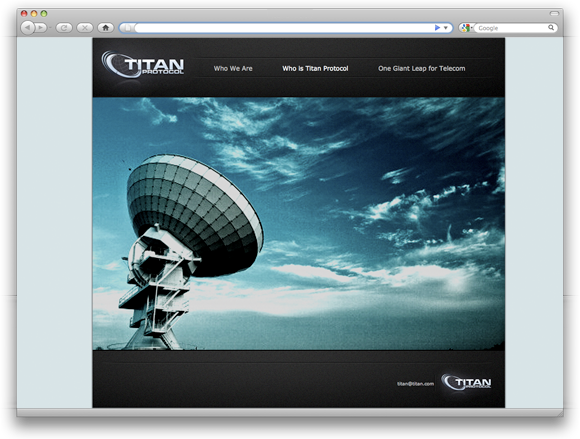 Google
TITAN
PROTOCOL
Who We Are
Who is Titan Protocol
One Giant Leap for Telecom
titan@titan.com
TITAN
PROTOCOL